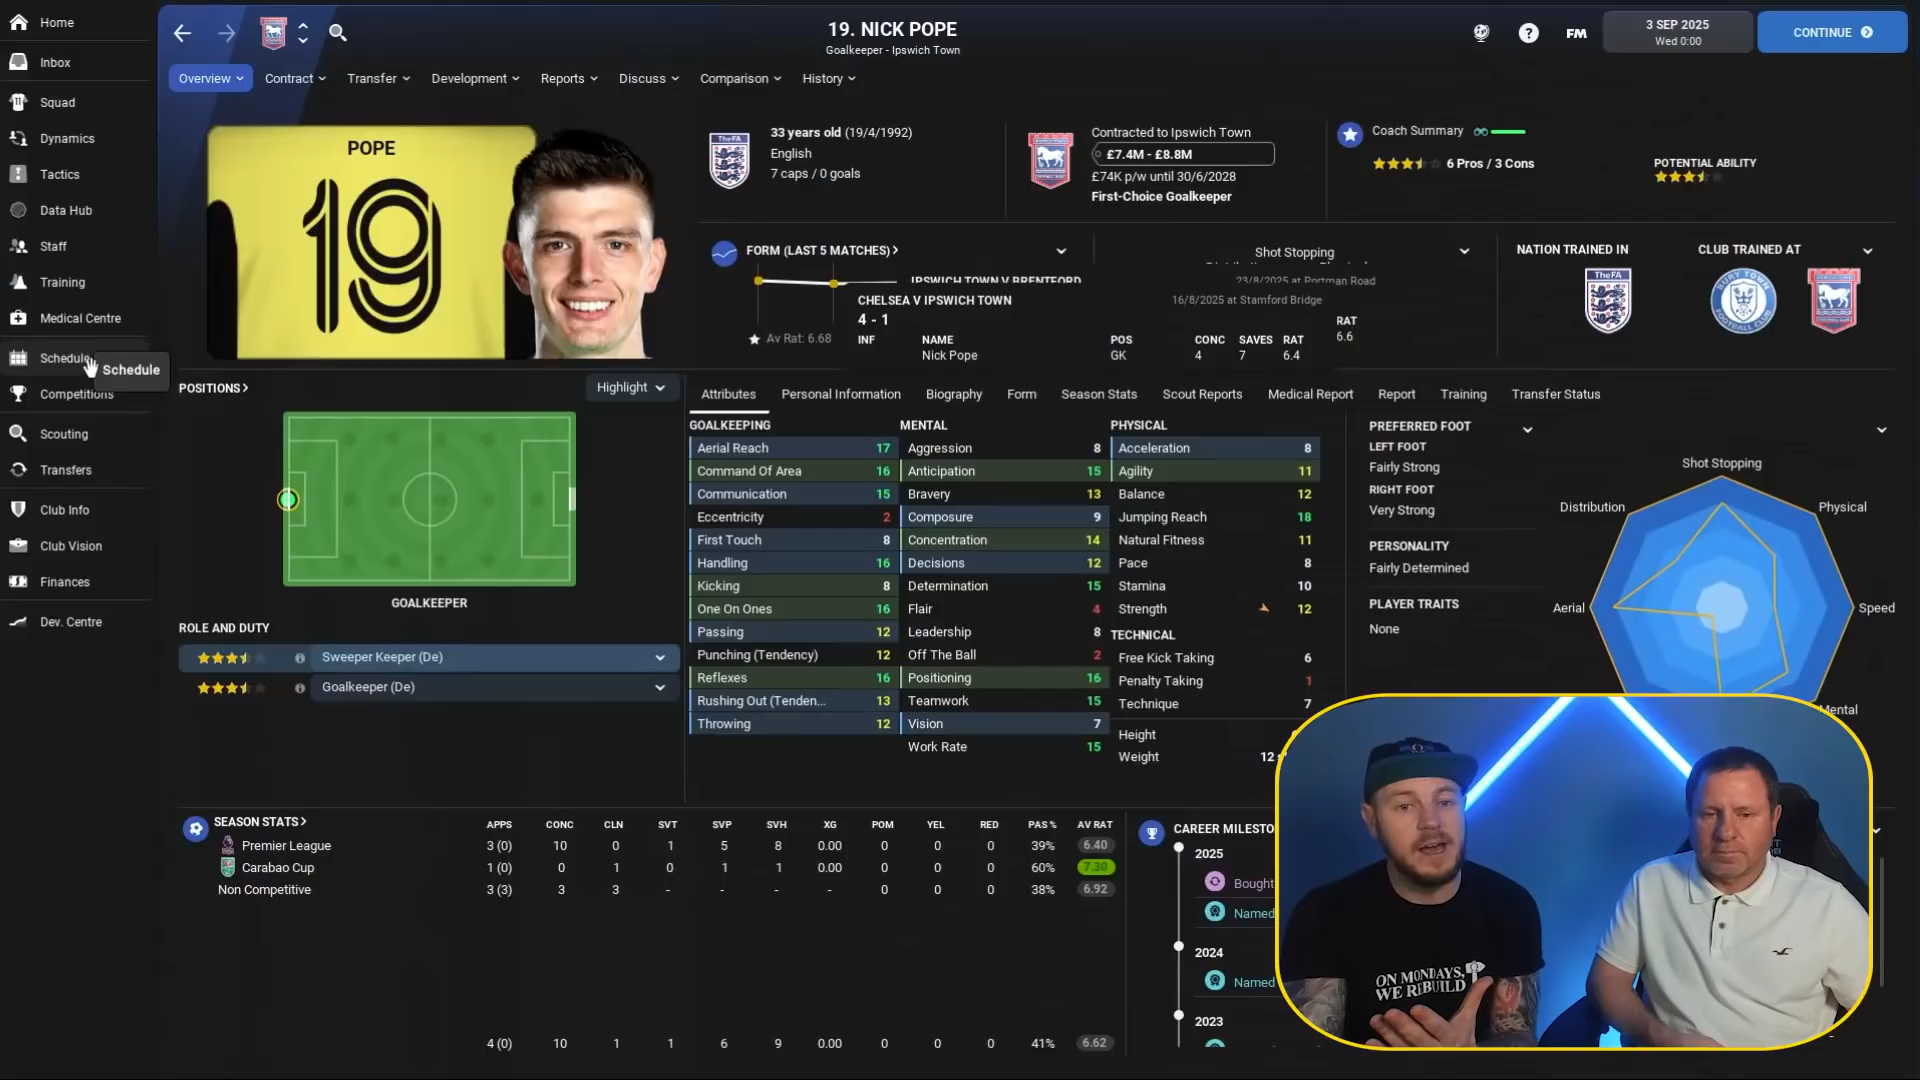 Home
Inbox
Squad
Dynamics
Tactics
Data Hub
Staff
Training
Medical Centre
Schedule
Schedule
Competitions
Scouting
Transfers
Club Info
Club Vision
Finances
Dev. Centre
19. NICK POPE
Goalkeeper - Ipswich Town
FM
3 SEP 2025
Wed 0:00
CONTINUE
Overview
Contract
Transfer
Development
Reports
Discuss
Comparison
History
POPE
19
TheFA
33 years old (19/4/1992)
English
7 caps / 0 goals
Contracted to Ipswich Town
£7.4M - £8.8M
£74K p/w until 30/6/2028
First-Choice Goalkeeper
Coach Summary
6 Pros / 3 Cons
POTENTIAL ABILITY
FORM (LAST 5 MATCHES)
Av Rat: 6.68
IPSWICH TOWN V BRENTFORD
23/8/2025 at Portman Road
CHELSEA V IPSWICH TOWN
16/8/2025 at Stamford Bridge
4 - 1
INF NAME POS CONC SAVES RAT
Nick Pope GK 4 7 6.4
RAT
6.6
Shot Stopping
NATION TRAINED IN
TheFA
CLUB TRAINED AT
POSITIONS
Highlight
GOALKEEPER
ROLE AND DUTY
Sweeper Keeper (De)
Goalkeeper (De)
Attributes
Personal Information
Biography
Form
Season Stats
Scout Reports
Medical Report
Report
Training
Transfer Status
GOALKEEPING
Aerial Reach 17
Command Of Area 16
Communication 15
Eccentricity 2
First Touch 8
Handling 16
Kicking 8
One On Ones 16
Passing 12
Punching (Tendency) 12
Reflexes 16
Rushing Out (Tenden... 13
Throwing 12
MENTAL
Aggression 8
Anticipation 15
Bravery 13
Composure 9
Concentration 14
Decisions 12
Determination 15
Flair 4
Leadership 8
Off The Ball 2
Positioning 16
Teamwork 15
Vision 7
Work Rate 15
PHYSICAL
Acceleration 8
Agility 11
Balance 12
Jumping Reach 18
Natural Fitness 11
Pace 8
Stamina 10
Strength 12
TECHNICAL
Free Kick Taking 6
Penalty Taking 1
Technique 7
Height
Weight 12
PREFERRED FOOT
LEFT FOOT
Fairly Strong
RIGHT FOOT
Very Strong
PERSONALITY
Fairly Determined
PLAYER TRAITS
None
Shot Stopping
Physical
Speed
Mental
Aerial
Distribution
SEASON STATS APPS CONC CLN SVT SVP SVH XG POM YEL RED PAS % AV RAT
Premier League 3 (0) 10 0 1 5 8 0.00 0 0 0 39% 6.40
Carabao Cup 1 (0) 0 1 0 1 1 0.00 0 0 0 60% 7.30
Non Competitive 3 (3) 3 3 - - - - 0 0 0 38% 6.92
4 (0) 10 1 1 6 9 0.00 0 0 0 41% 6.62
CAREER MILESTO
2025
Bought
Named
2024
Named
2023
ON MONDAYS,
WE REBUILD